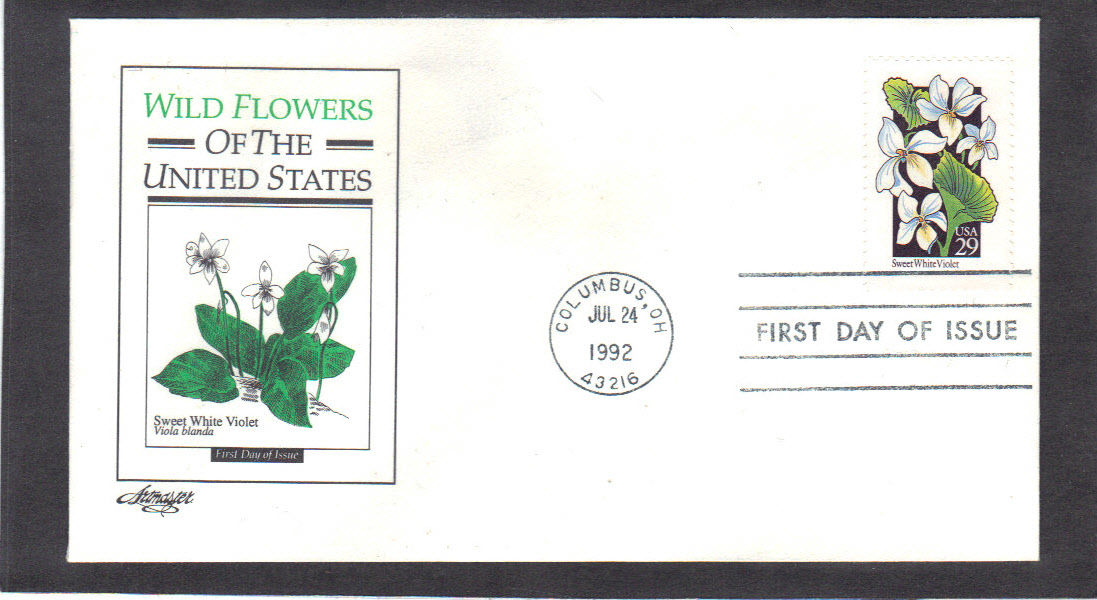 WILD FLOWERS
OF THE
UNITED STATES
Sweet White Violet
Viola blanda
First Day of Issue
Artmaster
COLUMBUS, OH
JUL 24
1992
43216
USA
29
Sweet White Violet
FIRST DAY OF ISSUE